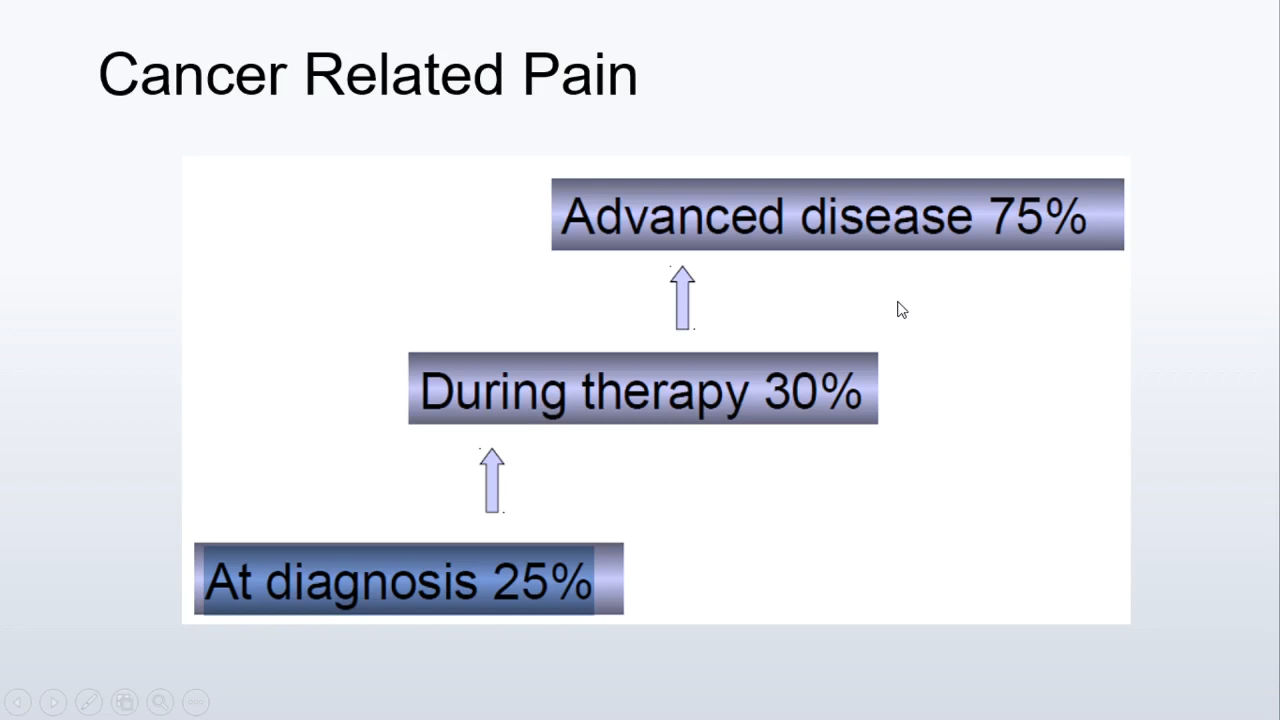 Cancer Related Pain
Advanced disease 75%
During therapy 30%
At diagnosis 25%